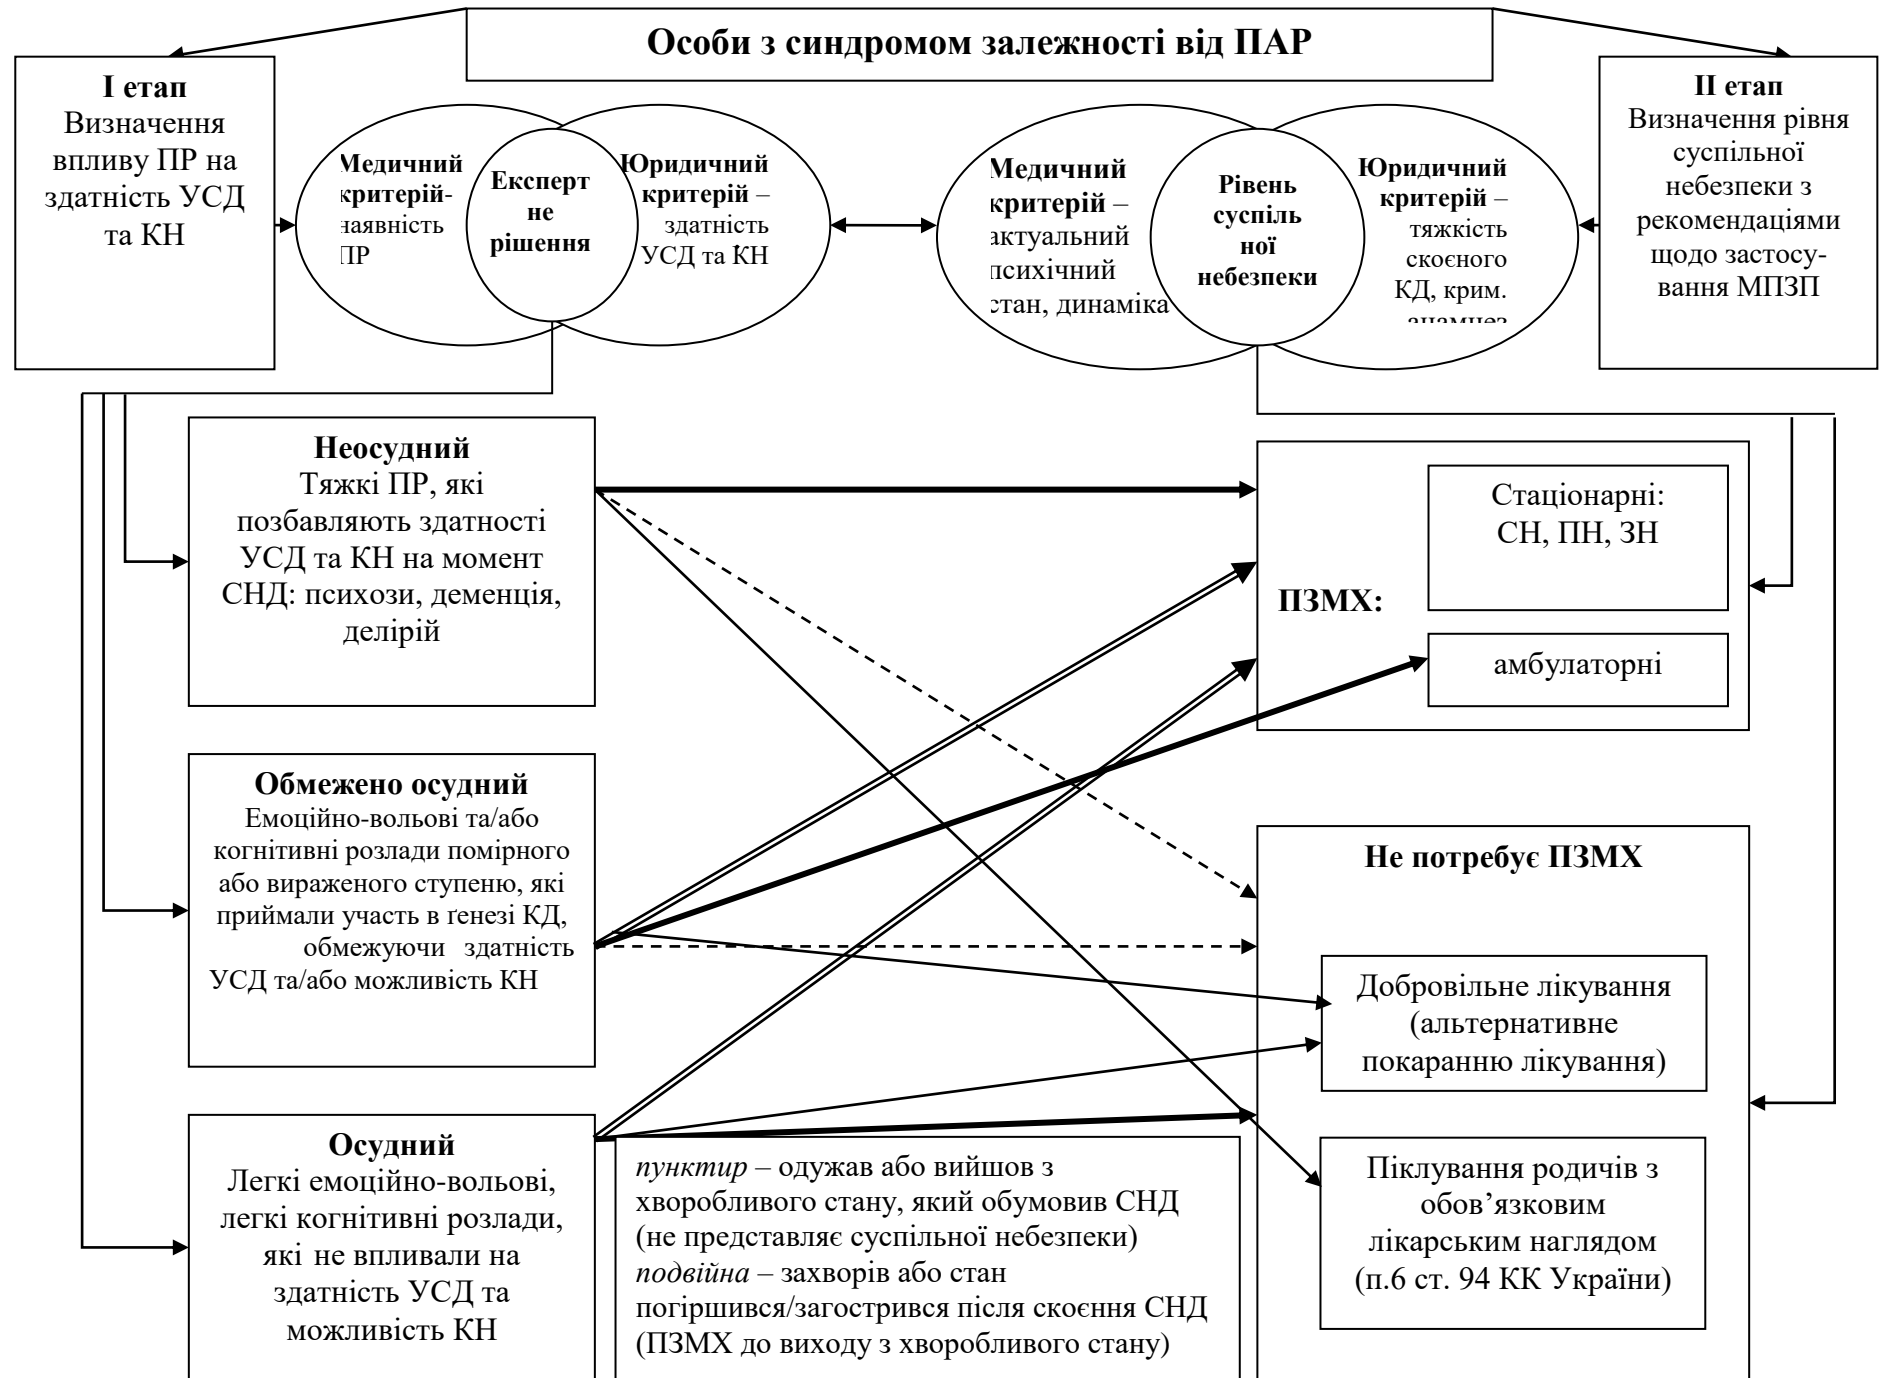 Особи з синдромом залежності від ПАР
І етап
Визначення
впливу ПР на
здатність УСД
та КН
Медичний
критерій-
наявність
ПР
Експерт
не
рішення
Юридичний
критерій –
здатність
УСД та КН
Медичний
критерій –
актуальний
психічний
стан, динаміка
Рівень
суспіль
ної
небезпеки
Юридичний
критерій –
тяжкість
скоєного
КД, крим.
анамнез
ІІ етап
Визначення рівня
суспільної
небезпеки з
рекомендаціями
щодо застосу-
вання МПЗП
Неосудний
Тяжкі ПР, які
позбавляють здатності
УСД та КН на момент
СНД: психози, деменція,
делірій
Обмежено осудний
Емоційно-вольові та/або
когнітивні розлади помірного
або вираженого ступеню, які
приймали участь в ґенезі КД,
обмежуючи здатність
УСД та/або можливість КН
Осудний
Легкі емоційно-вольові,
легкі когнітивні розлади,
які не впливали на
здатність УСД та
можливість КН
пунктир – одужав або вийшов з
хворобливого стану, який обумовив СНД
(не представляє суспільної небезпеки)
подвійна – захворів або стан
погіршився/загострився після скоєння СНД
(ПЗМХ до виходу з хворобливого стану)
ПЗМХ:
Стаціонарні:
СН, ПН, ЗН
амбулаторні
Не потребує ПЗМХ
Добровільне лікування
(альтернативне
покаранню лікування)
Піклування родичів з
обов’язковим
лікарським наглядом
(п.6 ст. 94 КК України)